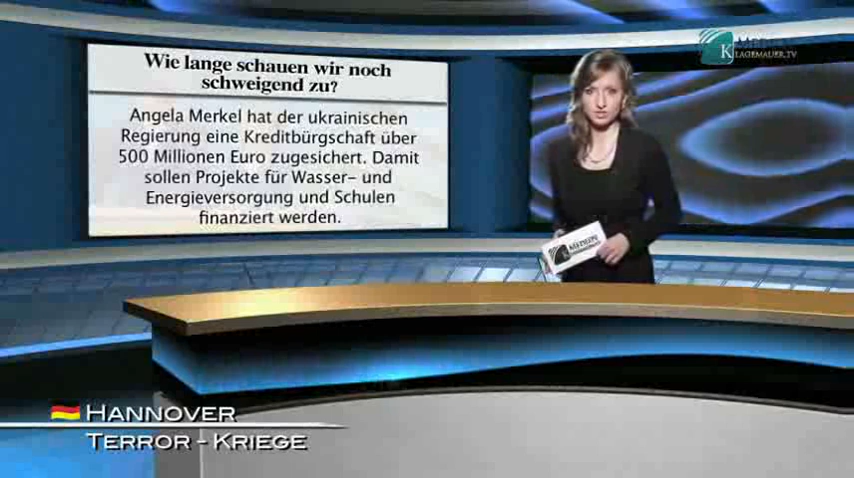 KLAGEMAUER.TV
Wie lange schauen wir noch
schweigend zu?
Angela Merkel hat der ukrainischen
Regierung eine Kreditbürgschaft über
500 Millionen Euro zugesichert. Damit
sollen Projekte für Wasser- und
Energieversorgung und Schulen
finanziert werden.
HANNOVER
TERROR - KRIEGE